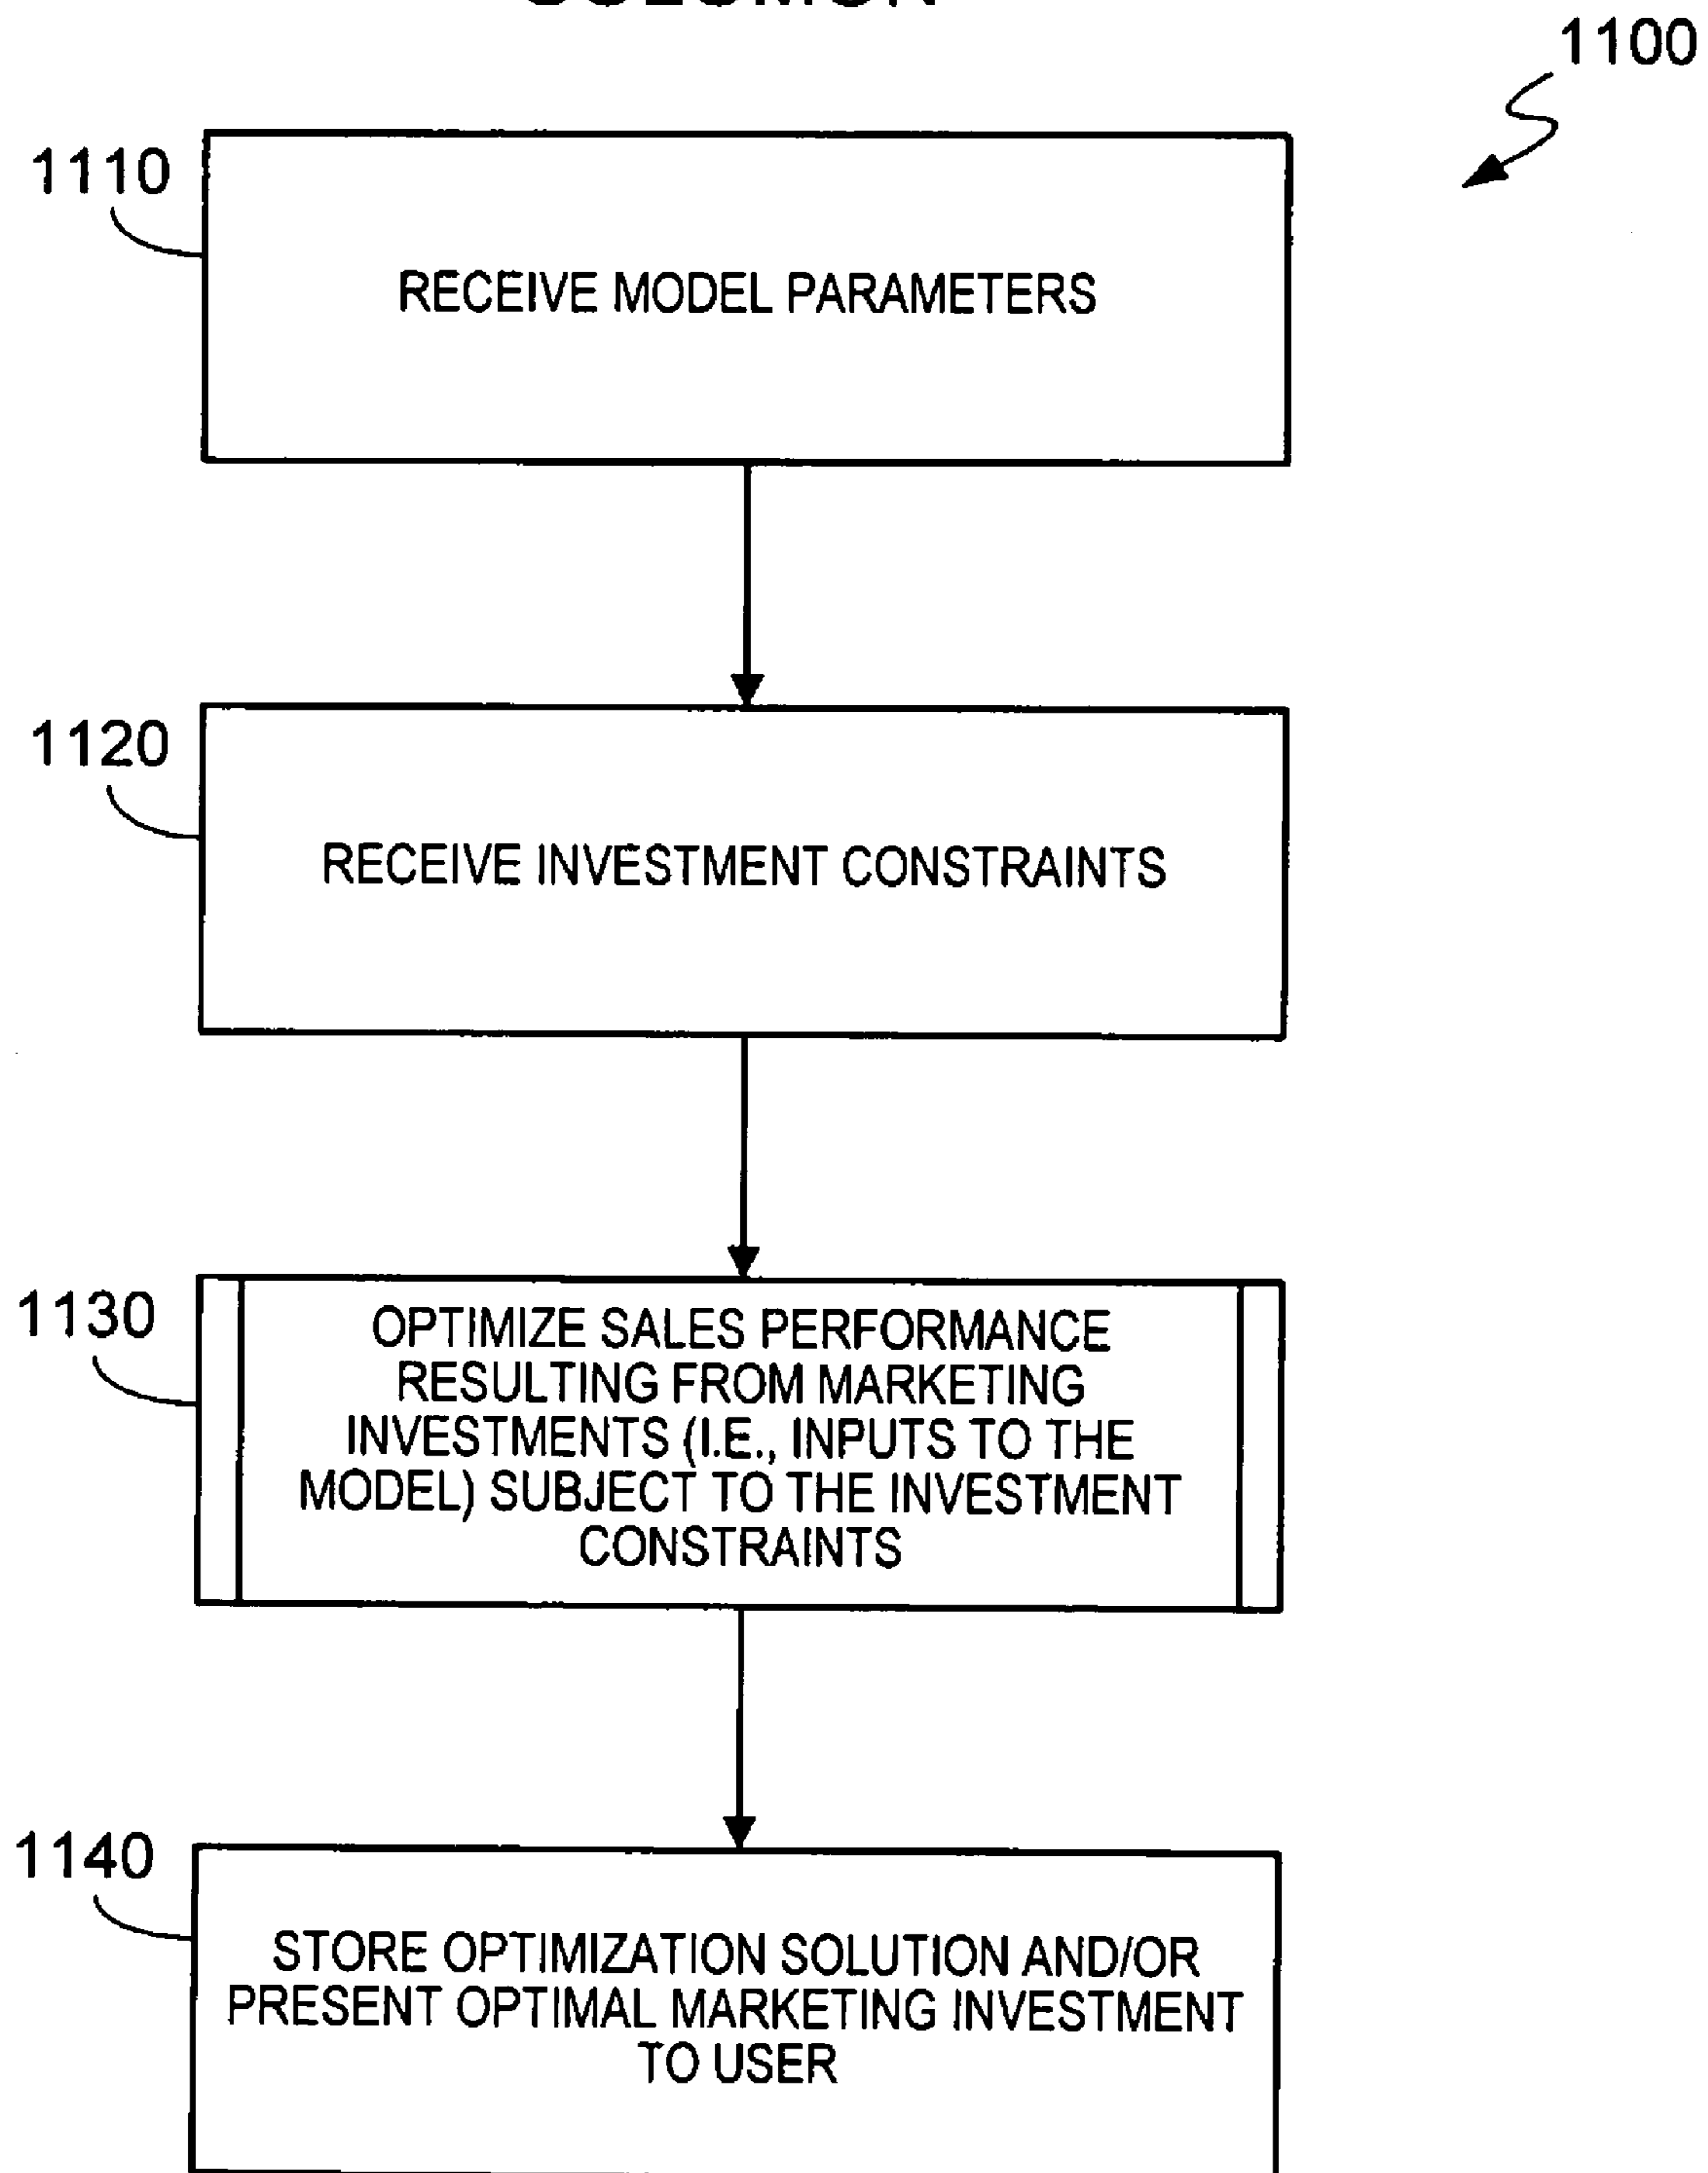 1100
1110
RECEIVE MODEL PARAMETERS
1120
RECEIVE INVESTMENT CONSTRAINTS
1130
OPTIMIZE SALES PERFORMANCE
RESULTING FROM MARKETING
INVESTMENTS (I.E., INPUTS TO THE
MODEL) SUBJECT TO THE INVESTMENT
CONSTRAINTS
1140
STORE OPTIMIZATION SOLUTION AND/OR
PRESENT OPTIMAL MARKETING INVESTMENT
TO USER